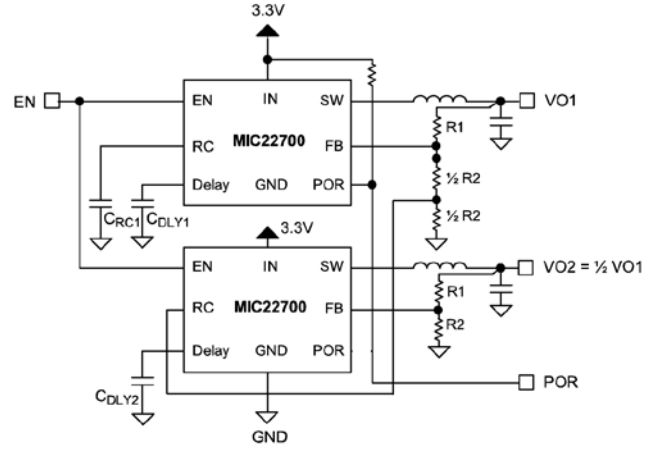 3.3V
EN
EN IN SW
VO1
MIC22700
R1
RC FB
Delay GND POR
½ R2
½ R2
CRC1 CDLY1
3.3V
EN IN SW
VO2 = ½ VO1
MIC22700
R1
RC FB
R2
Delay GND POR
CDLY2
POR
GND